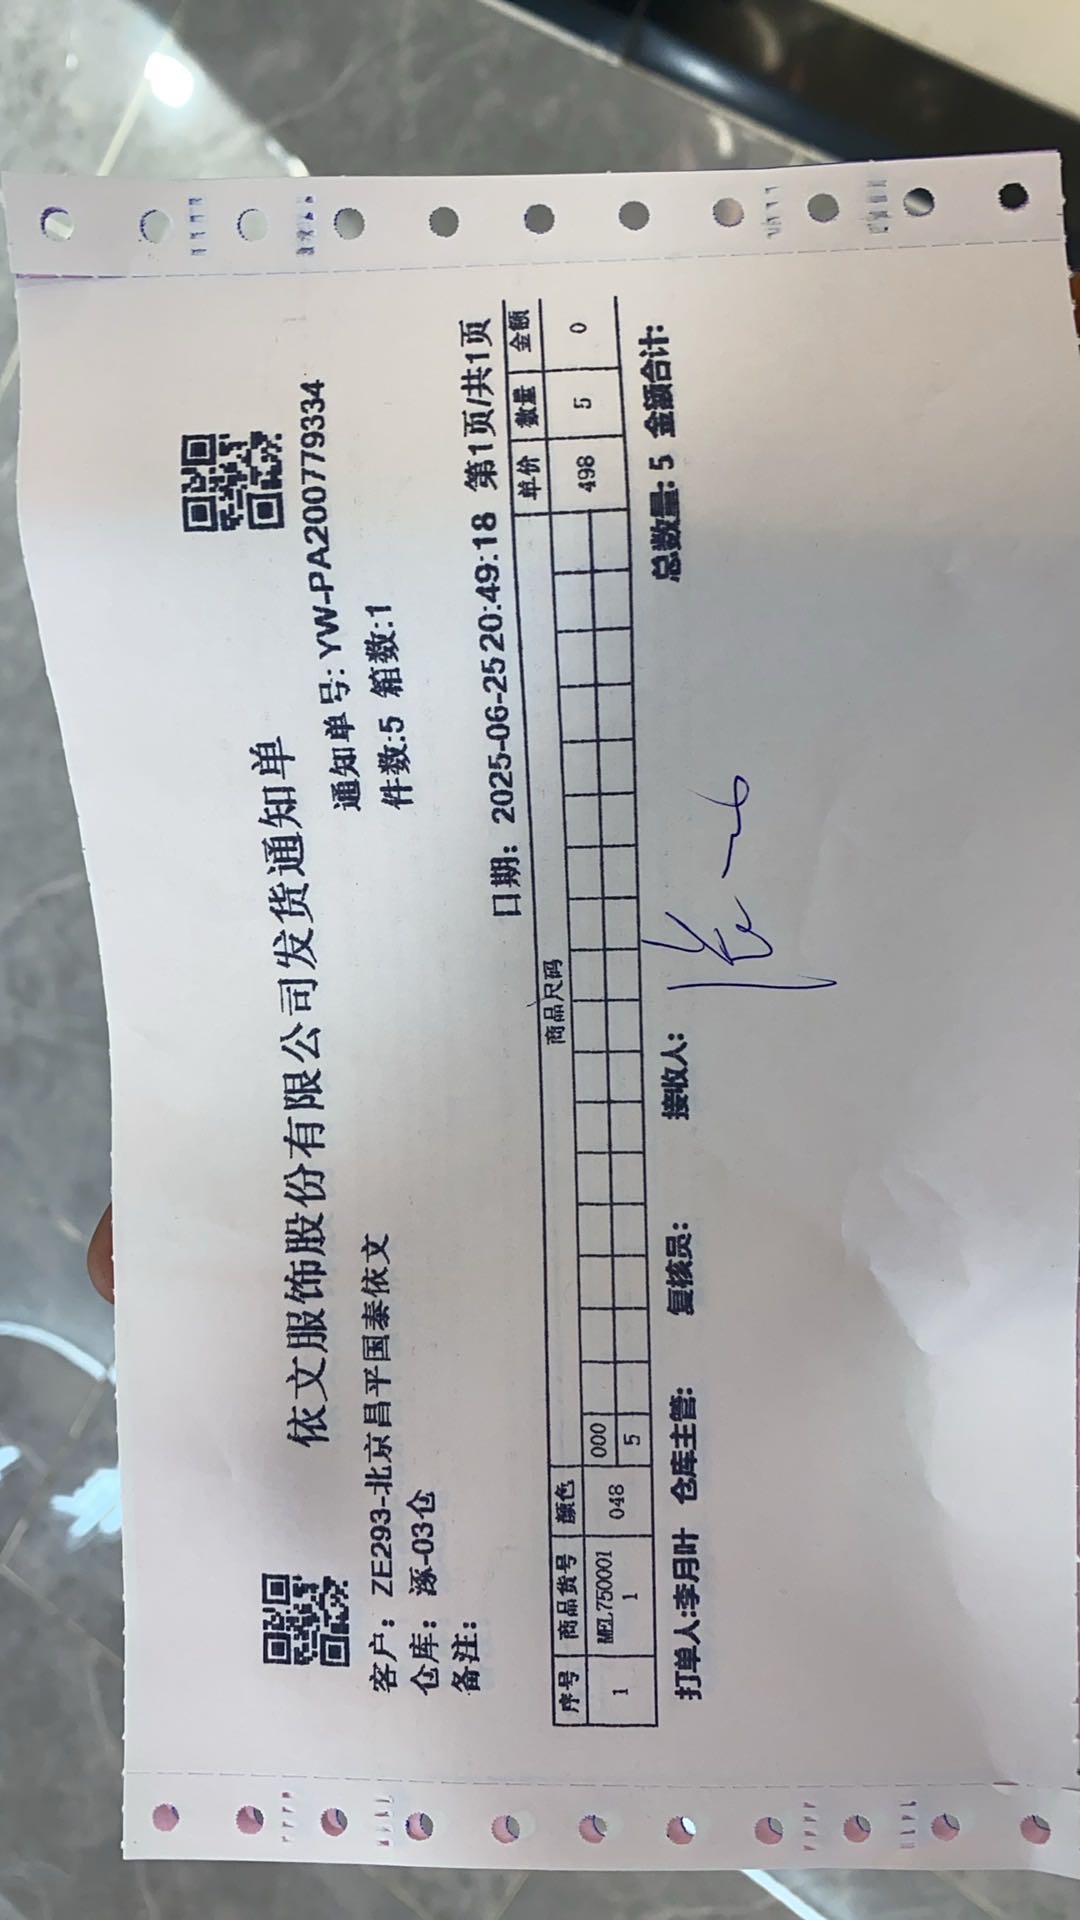 依文服饰股份有限公司发货通知单
通知单号: YW-PA200779334
客户: ZE293-北京昌平国泰依文
件数:5 箱数:1
仓库: 涿-03仓
备注:
日期: 2025-06-25 20:49:18 第1页/共1页
序号 商品货号 颜色 商品尺码 单价 数量 金额
1 MEL750001 048 000 498 5 0
1 5
打单人:李月叶 仓库主管: 复核员: 接收人: 总数量: 5 金额合计: